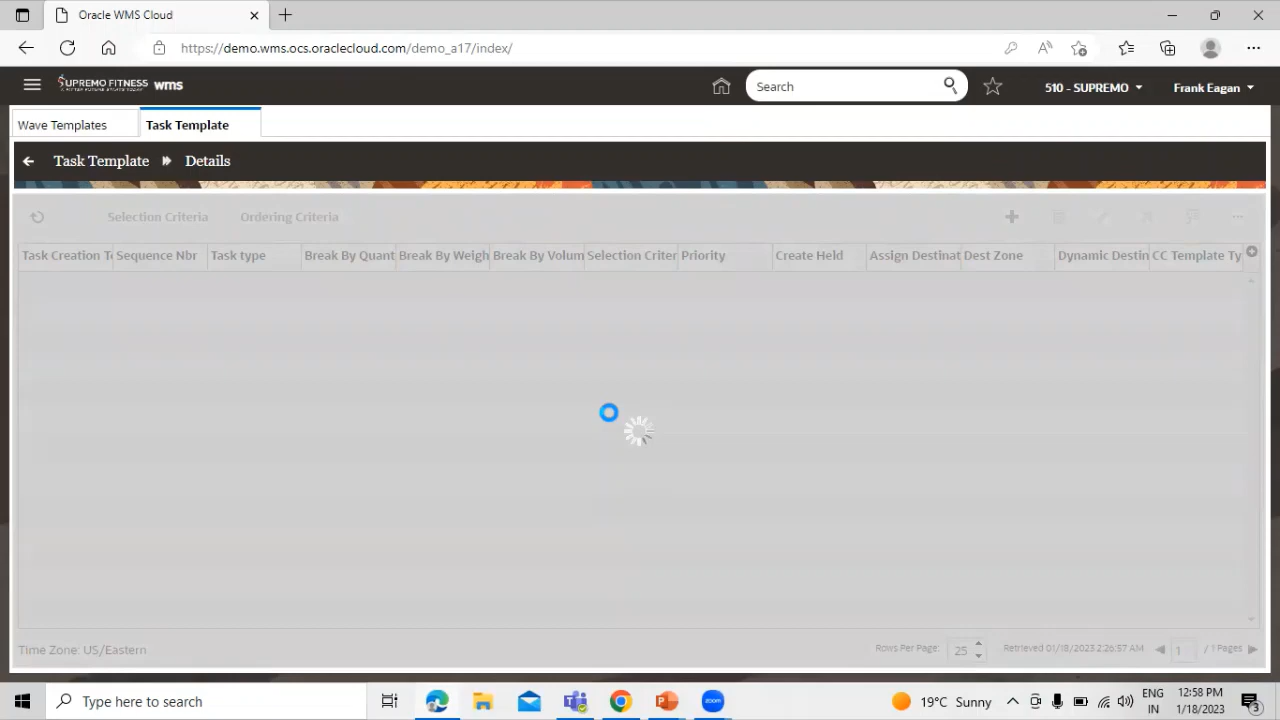 Oracle WMS Cloud
https://demo.wms.ocs.oraclecloud.com/demo_a17/index/
SUPREMO FITNESS wms
Search
510 - SUPREMO
Frank Eagan
Wave Templates
Task Template
Task Template
Details
Selection Criteria
Ordering Criteria
Task Creation T
Sequence Nbr
Task type
Break By Quant
Break By Weigh
Break By Volum
Selection Criter
Priority
Create Held
Assign Destinat
Dest Zone
Dynamic Destin
CC Template Ty
Time Zone: US/Eastern
Rows Per Page:
25
Retrieved 01/18/2023 2:26:57 AM
1
/ 1 Pages
Type here to search
zoom
19°C Sunny
ENG
IN
12:58 PM
1/18/2023
3